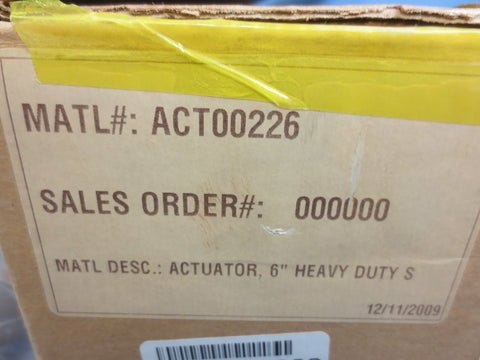 MATL#: ACT00226
SALES ORDER#: 000000
MATL DESC.: ACTUATOR, 6" HEAVY DUTY S
12/11/2009